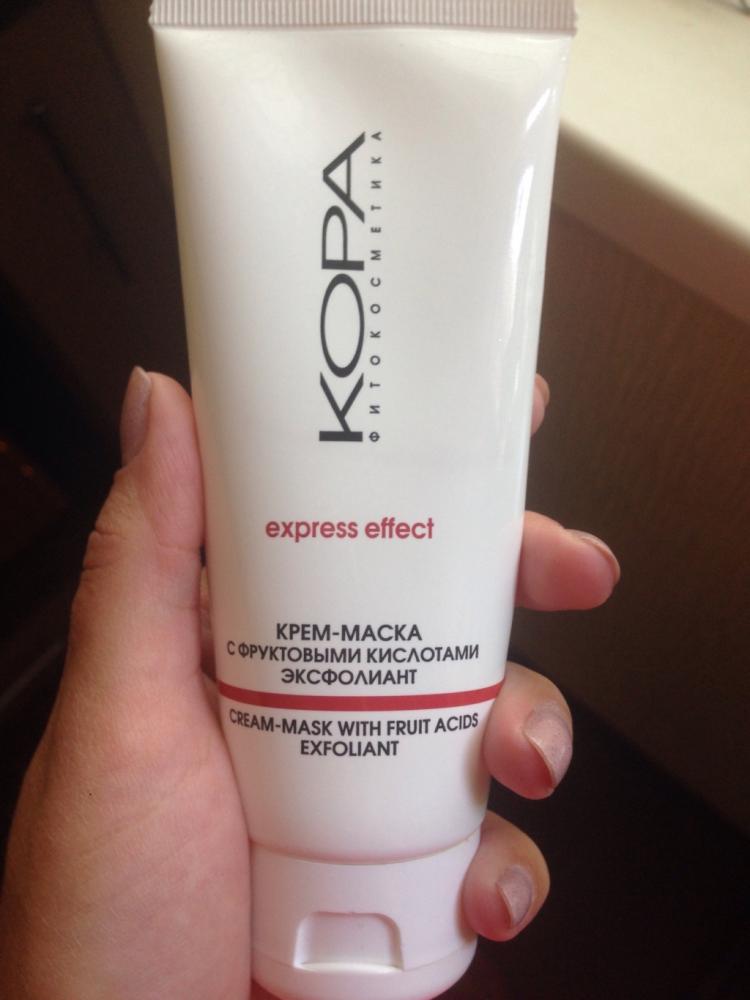 КОРА
ФИТОКОСМЕТИКА
express effect
КРЕМ-МАСКА
С ФРУКТОВЫМИ КИСЛОТАМИ
ЭКСФОЛИАНТ
CREAM-MASK WITH FRUIT ACIDS
EXFOLIANT